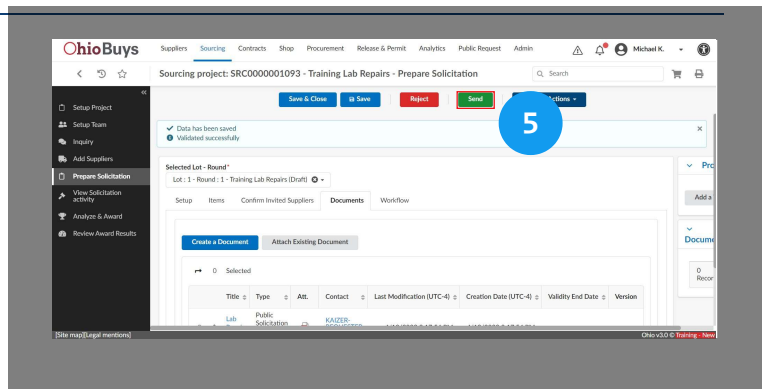 OhioBuys
Suppliers Sourcing Contracts Shop Procurement Release & Permit Analytics Public Request Admin
Michael K.
Sourcing project: SRC0000001093 - Training Lab Repairs - Prepare Solicitation
Search
Save & Close Save Reject Send Actions
5
Setup Project
Setup Team
Inquiry
Add Suppliers
Prepare Solicitation
View Solicitation
activity
Analyze & Award
Review Award Results
Data has been saved
Validated successfully
Selected Lot - Round*
Lot : 1 - Round : 1 - Training Lab Repairs (Draft)
Setup Items Confirm Invited Suppliers Documents Workflow
Create a Document Attach Existing Document
0 Selected
Title Type Att. Contact Last Modification (UTC-4) Creation Date (UTC-4) Validity End Date Version
Lab
Public
Solicitation
KAIZER-
Add a
0
[Site map][Legal mentions]
Ohio v3.0 © Training - New